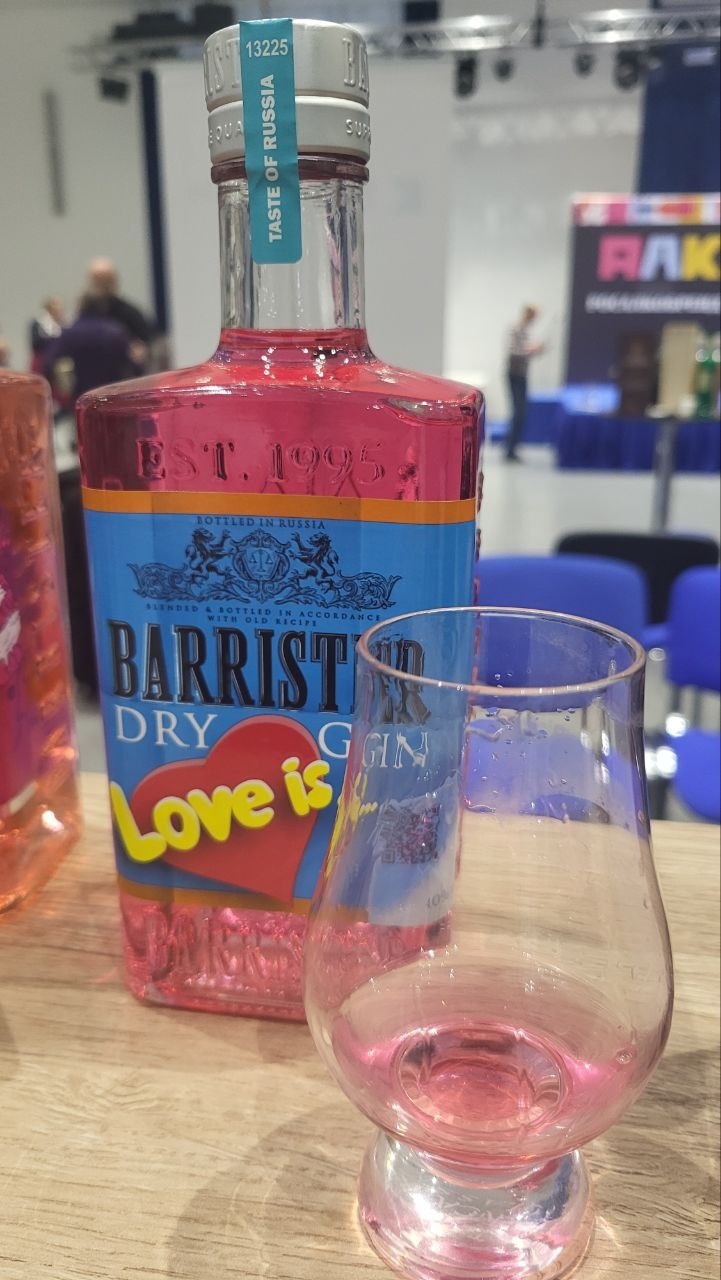 13225
TASTE OF RUSSIA
EST. 1995
BOTTLED IN RUSSIA
BLENDED & BOTTLED IN ACCORDANCE
WITH OLD RECIPE
BARRISTER
DRY GIN
Love is...